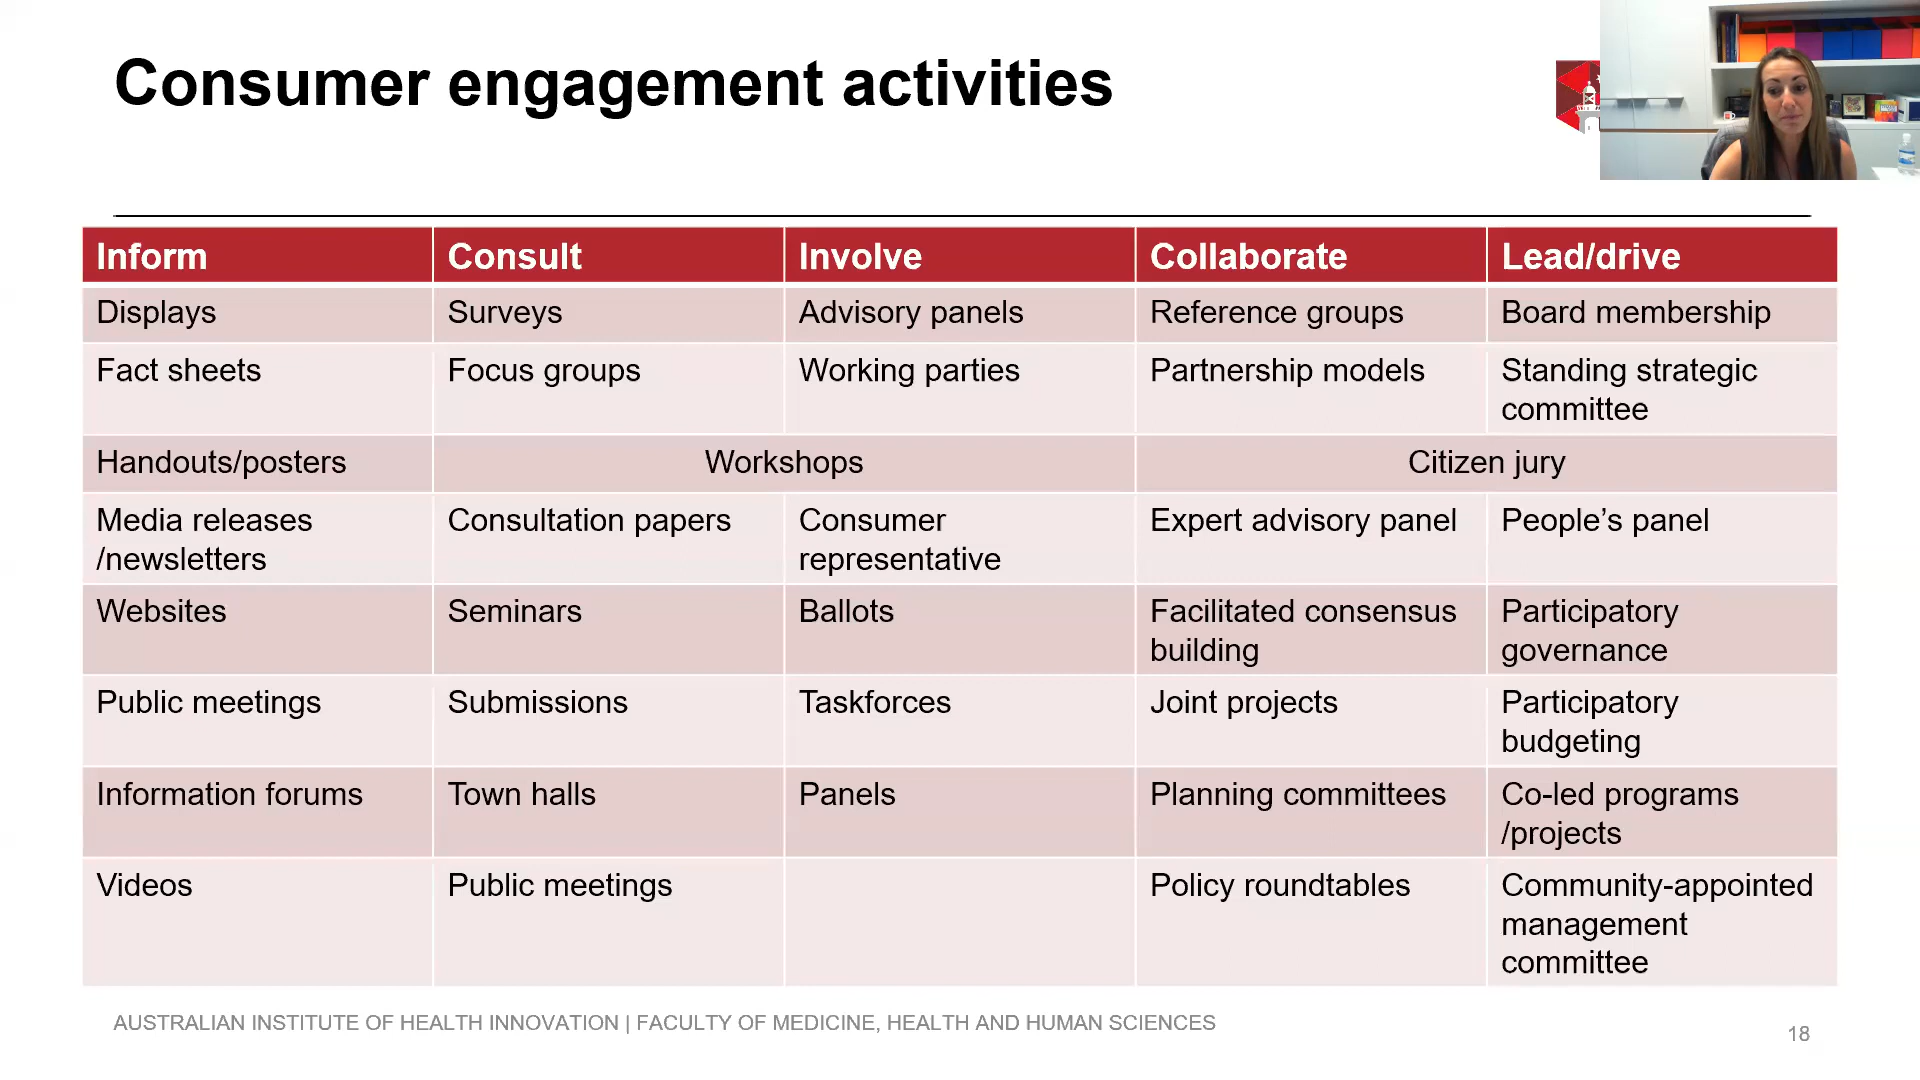 Consumer engagement activities
Inform Consult Involve Collaborate Lead/drive
Displays Surveys Advisory panels Reference groups Board membership
Fact sheets Focus groups Working parties Partnership models Standing strategic
committee
Handouts/posters Workshops Citizen jury
Media releases Consultation papers Consumer Expert advisory panel People’s panel
/newsletters representative
Websites Seminars Ballots Facilitated consensus Participatory
building governance
Public meetings Submissions Taskforces Joint projects Participatory
budgeting
Information forums Town halls Panels Planning committees Co-led programs
/projects
Videos Public meetings Policy roundtables Community-appointed
management
committee
AUSTRALIAN INSTITUTE OF HEALTH INNOVATION | FACULTY OF MEDICINE, HEALTH AND HUMAN SCIENCES
18